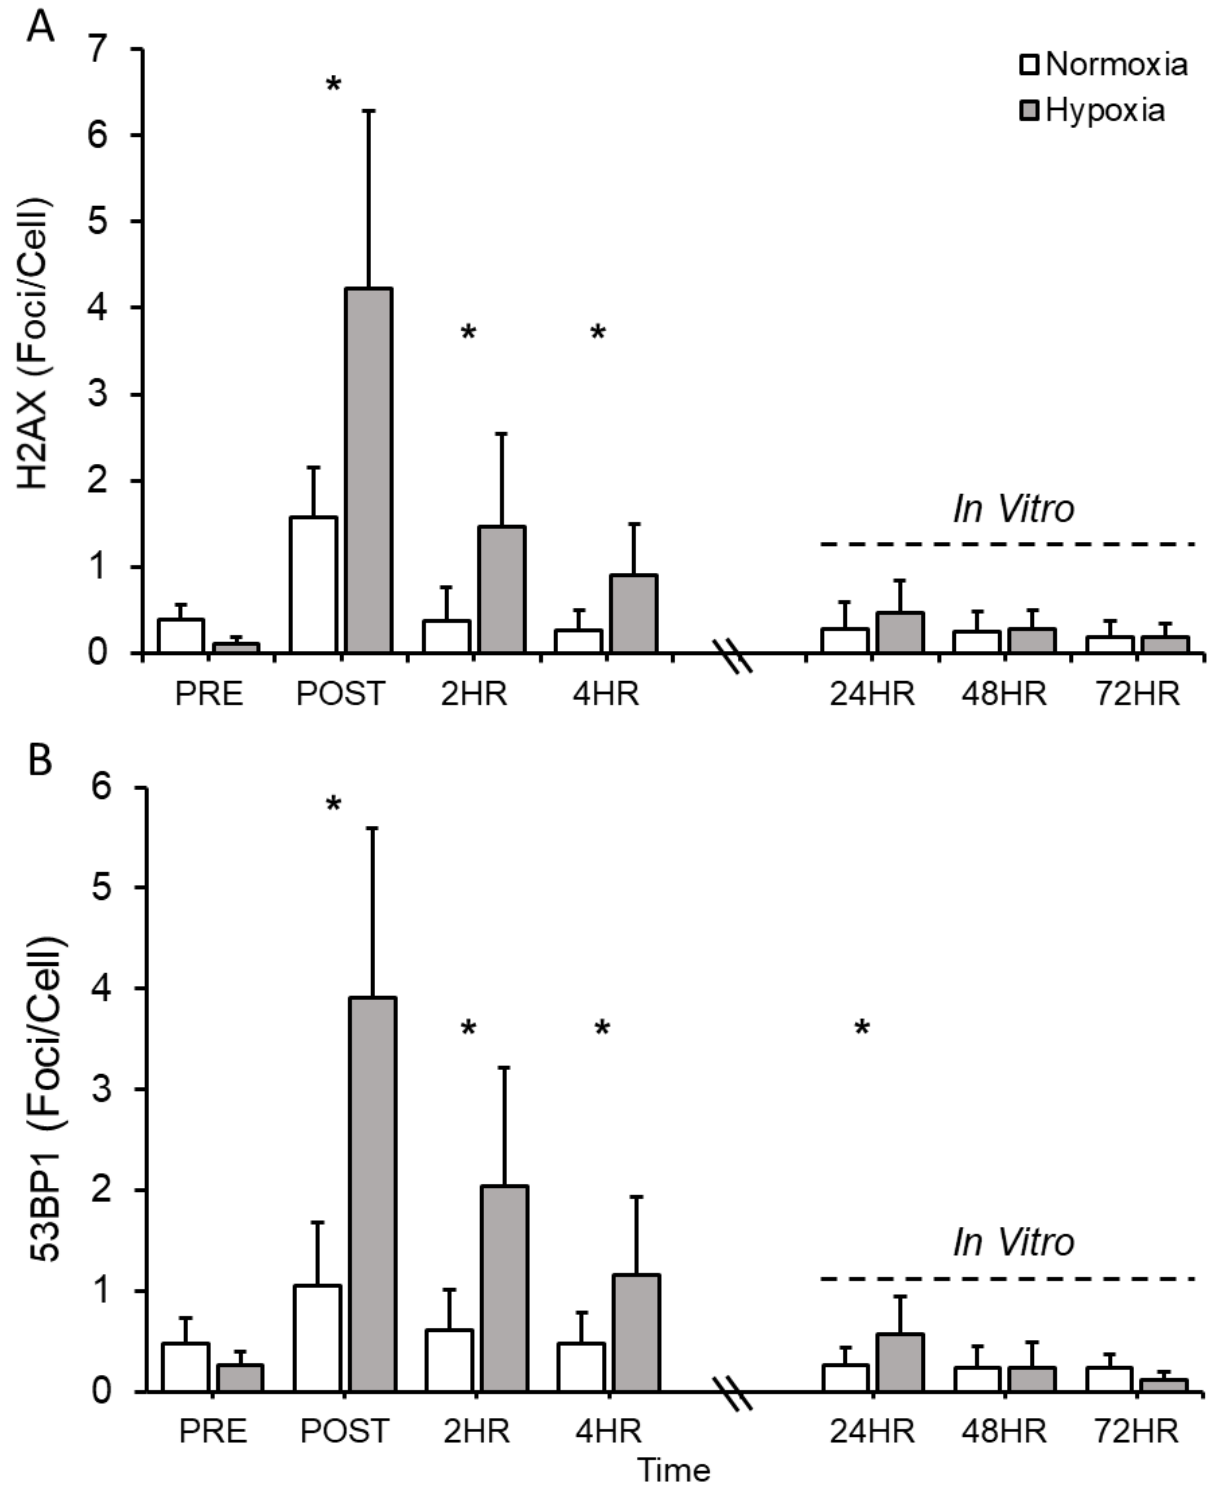 A
7
Normoxia
*
Hypoxia
6
5
4
* *
3
2
In Vitro
1
0
PRE POST 2HR 4HR 24HR 48HR 72HR
H2AX (Foci/Cell)
B
6
*
5
4
* * *
3
2
In Vitro
1
0
PRE POST 2HR 4HR 24HR 48HR 72HR
Time
53BP1 (Foci/Cell)